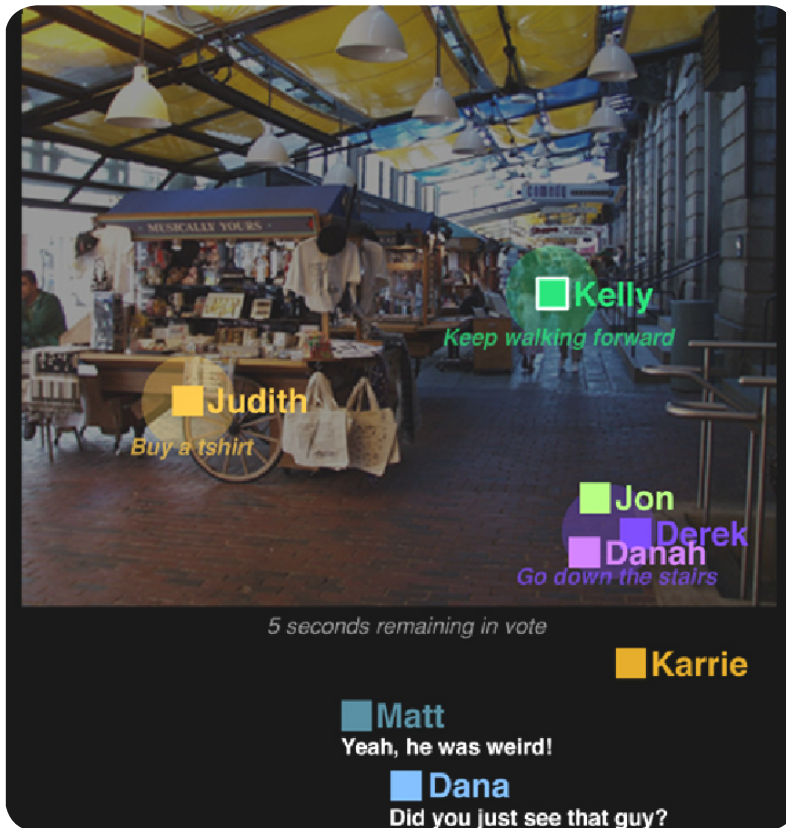 MUSICALLY YOURS
COMEDY
Kelly
Keep walking forward
Judith
Buy a tshirt
Jon
Derek
Danah
Go down the stairs
5 seconds remaining in vote
Karrie
Matt
Yeah, he was weird!
Dana
Did you just see that guy?